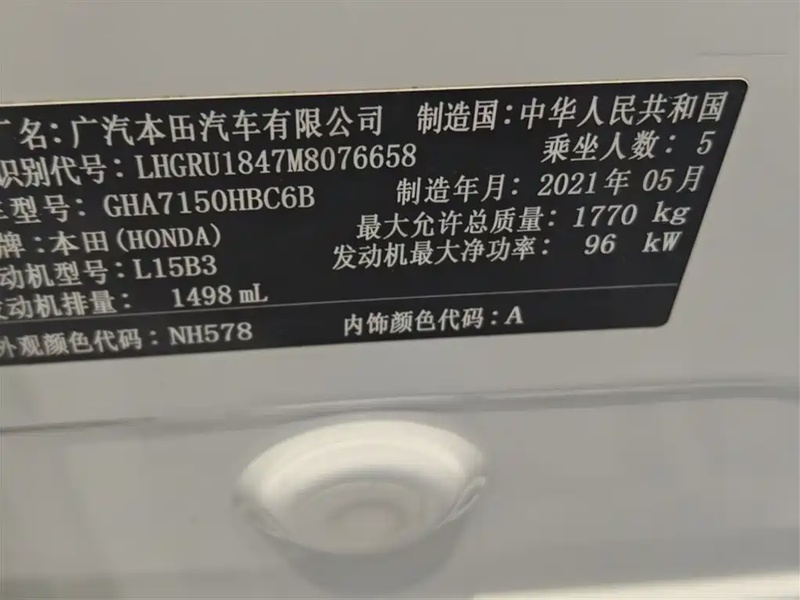 厂名:广汽本田汽车有限公司 制造国:中华人民共和国
识别代号:LHGRU1847M8076658 乘坐人数:5
车型号:GHA7150HBC6B 制造年月:2021年05月
牌:本田(HONDA) 最大允许总质量:1770 kg
动机型号:L15B3 发动机最大净功率:96 kW
发动机排量:1498 mL
外观颜色代码:NH578 内饰颜色代码:A